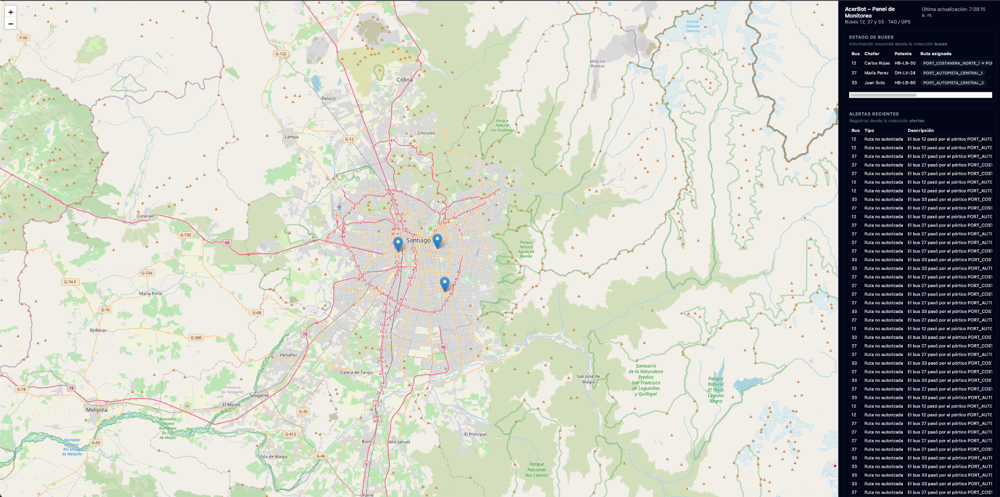 +
−
F-50
G-132
Colina
Batuco
Mina Los
Bronces
Glaciar
Olivares
Gamma
Parque
Natural
Los Hualtatas
Chicureo
Lampa
G-12
21
18
14
9
Curacaví
G-730
68
Santiago
Parque
Natural
Aguas de
Ramón
G-734
G-74-F
María Pinto
G-76
G-68
Bollenar
G-380
78
Peñaflor
79
Calera de Tango
San José de
Maipo
Santuario
de la Naturaleza
Predios
San Francisco
de Lagunillas
y Quillayal
Parque
Natural
El Yeso-
Laguna
Negra
G-78
78
Provincia
de Talagante
Talagante
El Monte
Melipilla
G-30
Humedal
Urbano
Río Maipo
de Isla
de Maipo
G-412
El Principal
G-60
Humedal
Urbano
Río Maipo
de Melipilla
Buin
Alto Jahuel
Isla de Maipo
G-46
5
Parque
Nacional
Río Clarillo
Paine
AcerBot – Panel de
Monitoreo
Buses 12, 27 y 33 · TAG / GPS
Última actualización: 7:38:15
a. m.
ESTADO DE BUSES
Información resumida desde la colección buses
Bus Chofer Patente Ruta asignada
12 Carlos Rojas HB-LB-30 PORT_COSTANERA_NORTE_1 → POI
27 María Perez DH-LV-24 PORT_AUTOPISTA_CENTRAL_1
33 Juan Soto HB-LB-90 PORT_AUTOPISTA_CENTRAL_2
ALERTAS RECIENTES
Registros desde la colección alertas
Bus Tipo Descripción
12 Ruta no autorizada El bus 12 pasó por el pórtico PORT_AUTC
12 Ruta no autorizada El bus 12 pasó por el pórtico PORT_AUTC
27 Ruta no autorizada El bus 27 pasó por el pórtico PORT_AUTC
27 Ruta no autorizada El bus 27 pasó por el pórtico PORT_COST
27 Ruta no autorizada El bus 27 pasó por el pórtico PORT_COST
12 Ruta no autorizada El bus 12 pasó por el pórtico PORT_AUTC
12 Ruta no autorizada El bus 12 pasó por el pórtico PORT_AUTC
33 Ruta no autorizada El bus 33 pasó por el pórtico PORT_COST
27 Ruta no autorizada El bus 27 pasó por el pórtico PORT_COST
12 Ruta no autorizada El bus 12 pasó por el pórtico PORT_AUTC
27 Ruta no autorizada El bus 27 pasó por el pórtico PORT_COST
27 Ruta no autorizada El bus 27 pasó por el pórtico PORT_AUTC
27 Ruta no autorizada El bus 27 pasó por el pórtico PORT_AUTC
27 Ruta no autorizada El bus 27 pasó por el pórtico PORT_COST
33 Ruta no autorizada El bus 33 pasó por el pórtico PORT_COST
33 Ruta no autorizada El bus 33 pasó por el pórtico PORT_AUTC
27 Ruta no autorizada El bus 27 pasó por el pórtico PORT_COST
27 Ruta no autorizada El bus 27 pasó por el pórtico PORT_COST
27 Ruta no autorizada El bus 27 pasó por el pórtico PORT_COST
27 Ruta no autorizada El bus 27 pasó por el pórtico PORT_AUTC
33 Ruta no autorizada El bus 33 pasó por el pórtico PORT_COST
27 Ruta no autorizada El bus 27 pasó por el pórtico PORT_AUTC
12 Ruta no autorizada El bus 12 pasó por el pórtico PORT_AUTC
33 Ruta no autorizada El bus 33 pasó por el pórtico PORT_COST
27 Ruta no autorizada El bus 27 pasó por el pórtico PORT_COST
27 Ruta no autorizada El bus 27 pasó por el pórtico PORT_AUTC
33 Ruta no autorizada El bus 33 pasó por el pórtico PORT_COST
27 Ruta no autorizada El bus 27 pasó por el pórtico PORT_COST
33 Ruta no autorizada El bus 33 pasó por el pórtico PORT_COST
27 Ruta no autorizada El bus 27 pasó por el pórtico PORT_COST
33 Ruta no autorizada El bus 33 pasó por el pórtico PORT_AUTC
12 Ruta no autorizada El bus 12 pasó por el pórtico PORT_AUTC
12 Ruta no autorizada El bus 12 pasó por el pórtico PORT_AUTC
27 Ruta no autorizada El bus 27 pasó por el pórtico PORT_AUTC
27 Ruta no autorizada El bus 27 pasó por el pórtico PORT_AUTC
27 Ruta no autorizada El bus 27 pasó por el pórtico PORT_AUTC
27 Ruta no autorizada El bus 27 pasó por el pórtico PORT_COST
33 Ruta no autorizada El bus 33 pasó por el pórtico PORT_AUTC
33 Ruta no autorizada El bus 33 pasó por el pórtico PORT_AUTC
33 Ruta no autorizada El bus 33 pasó por el pórtico PORT_AUTC
33 Ruta no autorizada El bus 33 pasó por el pórtico PORT_AUTC
27 Ruta no autorizada El bus 27 pasó por el pórtico PORT_COST